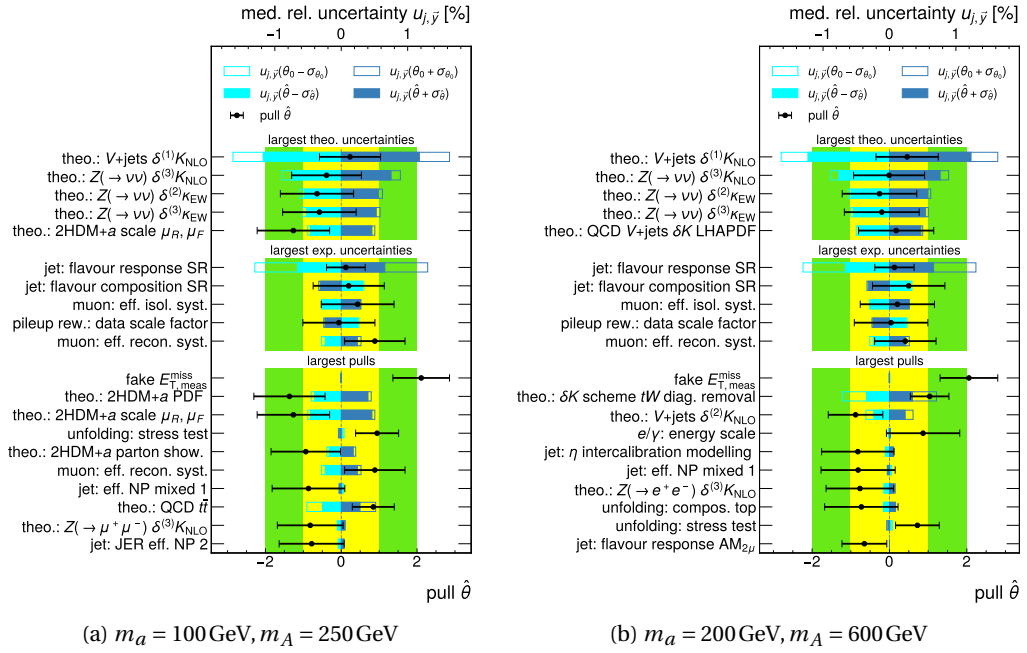 med. rel. uncertainty u_{j,ỹ} [%]
−1 0 1
u_{j,ỹ}(θ₀ − σ_{θ₀}) u_{j,ỹ}(θ₀ + σ_{θ₀})
u_{j,ỹ}(θ̂ − σ_{θ̂}) u_{j,ỹ}(θ̂ + σ_{θ̂})
pull θ̂
largest theo. uncertainties
theo.: V+jets δ⁽¹⁾K_NLO
theo.: Z(→ νν) δ⁽³⁾K_NLO
theo.: Z(→ νν) δ⁽²⁾κ_EW
theo.: Z(→ νν) δ⁽³⁾κ_EW
theo.: 2HDM+a scale μ_R, μ_F
largest exp. uncertainties
jet: flavour response SR
jet: flavour composition SR
muon: eff. isol. syst.
pileup rew.: data scale factor
muon: eff. recon. syst.
largest pulls
fake E^miss_{T, meas}
theo.: 2HDM+a PDF
theo.: 2HDM+a scale μ_R, μ_F
unfolding: stress test
theo.: 2HDM+a parton show.
muon: eff. recon. syst.
jet: eff. NP mixed 1
theo.: QCD tt̄
theo.: Z(→ μ⁺μ⁻) δ⁽³⁾K_NLO
jet: JER eff. NP 2
−2 0 2
pull θ̂
(a) m_a = 100 GeV, m_A = 250 GeV
med. rel. uncertainty u_{j,ỹ} [%]
−1 0 1
u_{j,ỹ}(θ₀ − σ_{θ₀}) u_{j,ỹ}(θ₀ + σ_{θ₀})
u_{j,ỹ}(θ̂ − σ_{θ̂}) u_{j,ỹ}(θ̂ + σ_{θ̂})
pull θ̂
largest theo. uncertainties
theo.: V+jets δ⁽¹⁾K_NLO
theo.: Z(→ νν) δ⁽³⁾K_NLO
theo.: Z(→ νν) δ⁽²⁾κ_EW
theo.: Z(→ νν) δ⁽³⁾κ_EW
theo.: QCD V+jets δK LHAPDF
largest exp. uncertainties
jet: flavour response SR
jet: flavour composition SR
muon: eff. isol. syst.
pileup rew.: data scale factor
muon: eff. recon. syst.
largest pulls
fake E^miss_{T, meas}
theo.: δK scheme tW diag. removal
theo.: V+jets δ⁽²⁾K_NLO
e/γ: energy scale
jet: η intercalibration modelling
jet: eff. NP mixed 1
theo.: Z(→ e⁺e⁻) δ⁽³⁾K_NLO
unfolding: compos. top
unfolding: stress test
jet: flavour response AM_{2μ}
−2 0 2
pull θ̂
(b) m_a = 200 GeV, m_A = 600 GeV